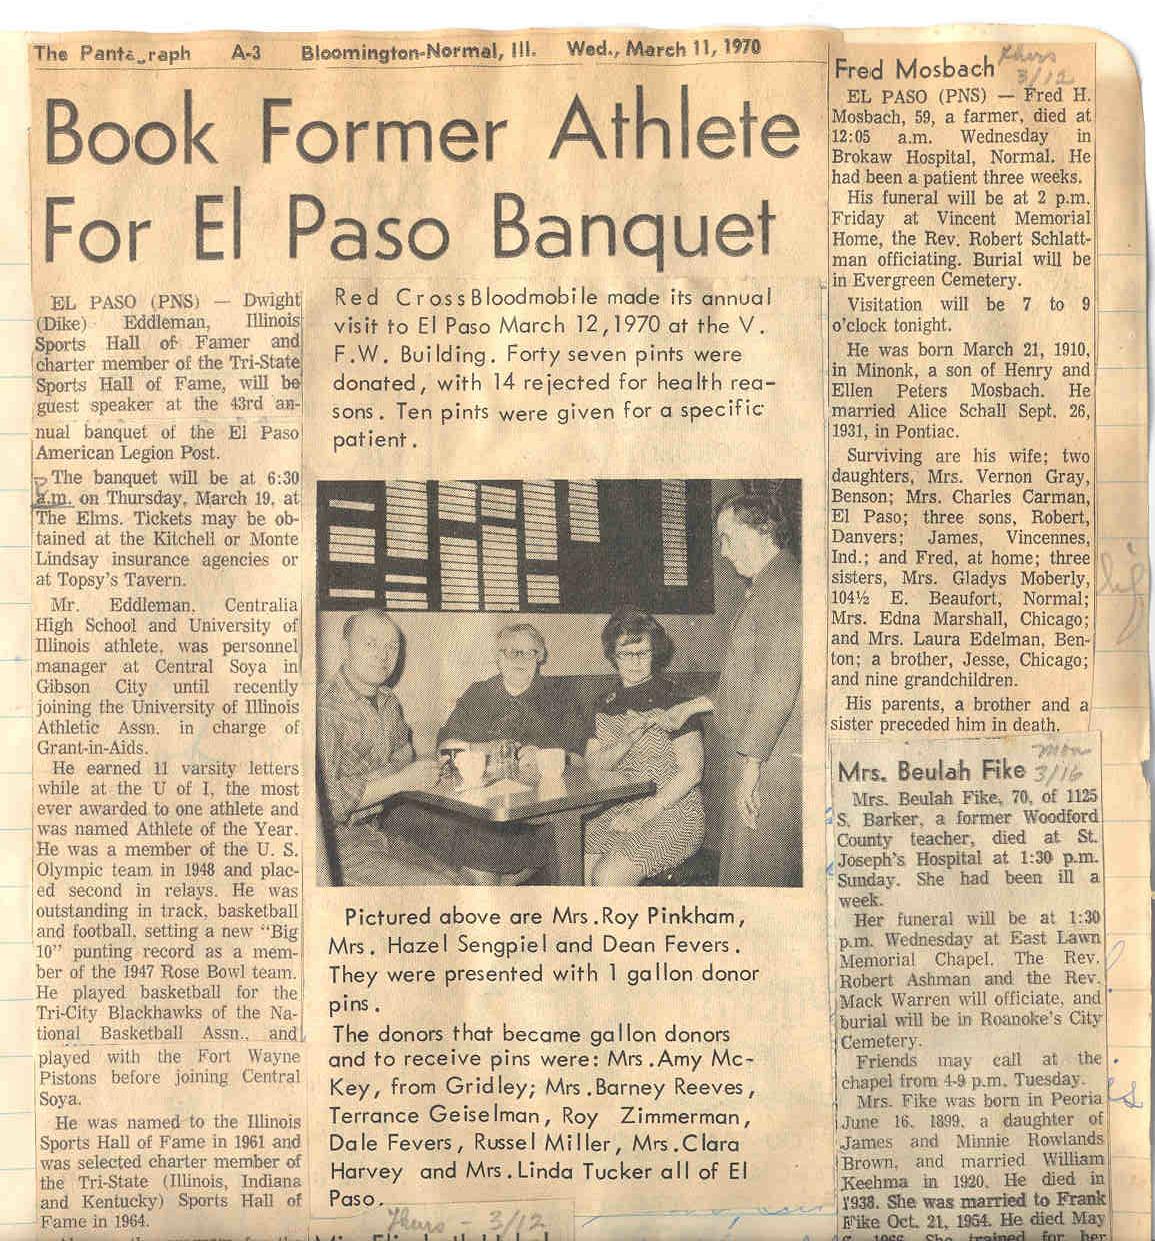 The Panta_raph A-3 Bloomington-Normal, Ill. Wed., March 11, 1970
Book Former Athlete
For El Paso Banquet
EL PASO (PNS) — Dwight
(Dike) Eddleman, Illinois
Sports Hall of Famer and
charter member of the Tri-State
Sports Hall of Fame, will be
guest speaker at the 43rd an-
nual banquet of the El Paso
American Legion Post.
The banquet will be at 6:30
a.m. on Thursday, March 19, at
The Elms. Tickets may be ob-
tained at the Kitchell or Monte
Lindsay insurance agencies or
at Topsy's Tavern.
Mr. Eddleman, Centralia
High School and University of
Illinois athlete, was personnel
manager at Central Soya in
Gibson City until recently
joining the University of Illinois
Athletic Assn. in charge of
Grant-in-Aids.
He earned 11 varsity letters
while at the U of I, the most
ever awarded to one athlete and
was named Athlete of the Year.
He was a member of the U. S.
Olympic team in 1948 and plac-
ed second in relays. He was
outstanding in track, basketball
and football, setting a new "Big
10" punting record as a mem-
ber of the 1947 Rose Bowl team.
He played basketball for the
Tri-City Blackhawks of the Na-
tional Basketball Assn., and
played with the Fort Wayne
Pistons before joining Central
Soya.
He was named to the Illinois
Sports Hall of Fame in 1961 and
was selected charter member of
the Tri-State (Illinois, Indiana
and Kentucky) Sports Hall of
Fame in 1964.
Red Cross Bloodmobile made its annual
visit to El Paso March 12, 1970 at the V.
F.W. Building. Forty seven pints were
donated, with 14 rejected for health rea-
sons. Ten pints were given for a specific
patient.
Pictured above are Mrs. Roy Pinkham,
Mrs. Hazel Sengpiel and Dean Fevers.
They were presented with 1 gallon donor
pins.
The donors that became gallon donors
and to receive pins were: Mrs. Amy Mc-
Key, from Gridley; Mrs. Barney Reeves,
Terrance Geiselman, Roy Zimmerman,
Dale Fevers, Russel Miller, Mrs. Clara
Harvey and Mrs. Linda Tucker all of El
Paso.
Thurs - 3/12
Fred Mosbach
Thurs
3/12
EL PASO (PNS) — Fred H.
Mosbach, 59, a farmer, died at
12:05 a.m. Wednesday in
Brokaw Hospital, Normal. He
had been a patient three weeks.
His funeral will be at 2 p.m.
Friday at Vincent Memorial
Home, the Rev. Robert Schlatt-
man officiating. Burial will be
in Evergreen Cemetery.
Visitation will be 7 to 9
o'clock tonight.
He was born March 21, 1910,
in Minonk, a son of Henry and
Ellen Peters Mosbach. He
married Alice Schall Sept. 26,
1931, in Pontiac.
Surviving are his wife; two
daughters, Mrs. Vernon Gray,
Benson; Mrs. Charles Carman,
El Paso; three sons, Robert,
Danvers; James, Vincennes,
Ind.; and Fred, at home; three
sisters, Mrs. Gladys Moberly,
104½ E. Beaufort, Normal;
Mrs. Edna Marshall, Chicago;
and Mrs. Laura Edelman, Ben-
ton; a brother, Jesse, Chicago;
and nine grandchildren.
His parents, a brother and a
sister preceded him in death.
Mon
Mrs. Beulah Fike 3/16
Mrs. Beulah Fike, 70, of 1125
S. Barker, a former Woodford
County teacher, died at St.
Joseph's Hospital at 1:30 p.m.
Sunday. She had been ill a
week.
Her funeral will be at 1:30
p.m. Wednesday at East Lawn
Memorial Chapel. The Rev.
Robert Ashman and the Rev.
Mack Warren will officiate, and
burial will be in Roanoke's City
Cemetery.
Friends may call at the
chapel from 4-9 p.m. Tuesday.
Mrs. Fike was born in Peoria
June 16, 1899, a daughter of
James and Minnie Rowlands
Brown, and married William
Keehma in 1920. He died in
1938. She was married to Frank
Fike Oct. 21, 1954. He died May
6, 1966. She trained for her